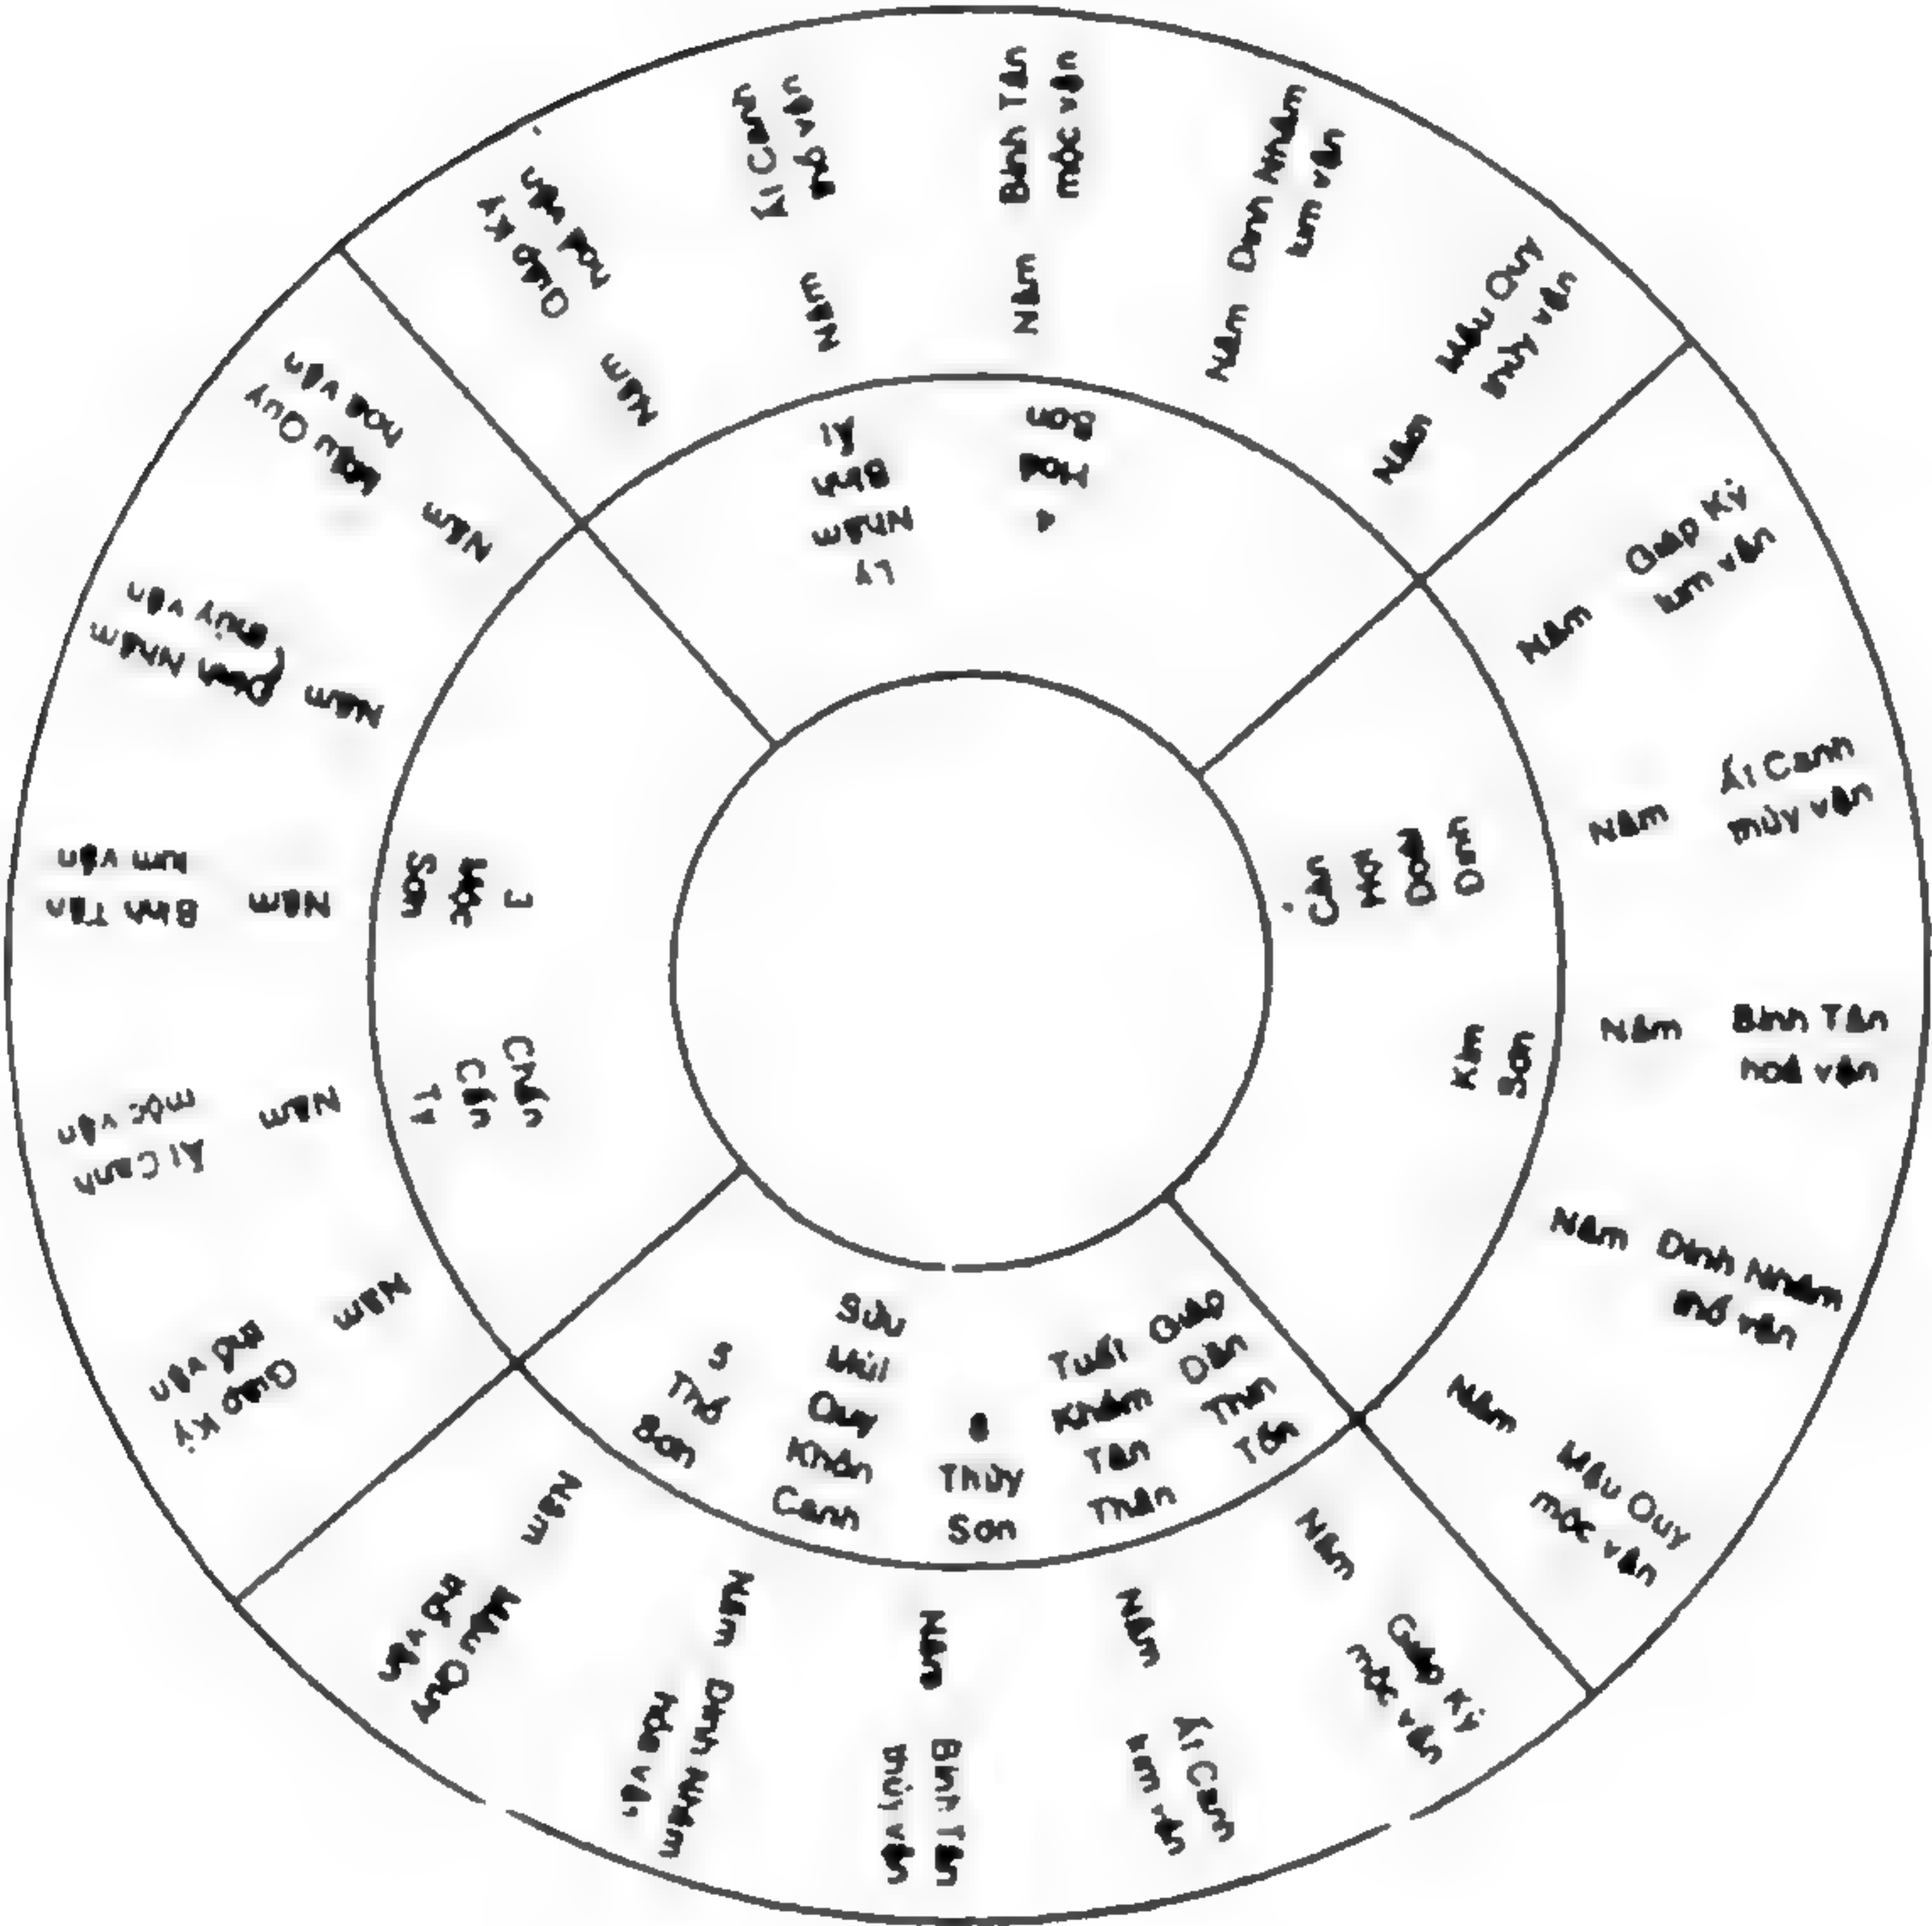 Năm
Giáp Kỷ
hoả vận
Năm
Ất Canh
thổ vận
Năm
Bính Tân
mộc vận
Năm Đinh Nhâm
kim vận
Năm
Mậu Quý
thủy vận
Năm
Giáp Kỷ
kim vận
Năm
Ất Canh
thủy vận
Năm
Bính Tân
hoả vận
Năm
Đinh Nhâm
thổ vận
Năm
Mậu Quý
mộc vận
Năm
Giáp Kỷ
mộc vận
Năm
Ất Canh
kim vận
Năm
Bính Tân
thủy vận
Năm Đinh Nhâm
hỏa vận
Năm
Mậu Quý
thổ vận
Năm
Giáp Kỷ
thổ vận
Năm
Ất Canh
mộc vận
Năm
Bính Tân
kim vận
Năm
Đinh Nhâm
thủy vận
Năm
Mậu Quý
hoả vận
4
Hoả
Sơn
Ly
Nhâm
Bính
Ất
Càn
Hợi
Đoài
Đinh
Kim
Sơn
Giáp
Dần
Thìn
Tốn
Tuất
Khảm
Tân
Thân
6
Thủy
Sơn
Sửu
Mùi
Quý
Khôn
Canh
5
Thổ
Sơn
Chấn
Cấn
Tỵ
3
Mộc
Sơn